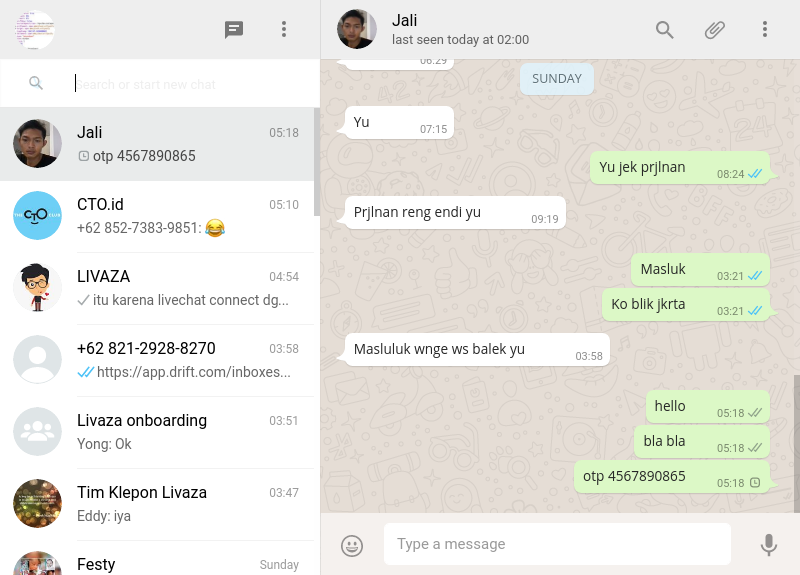 Search or start new chat
Jali
05:18
otp 4567890865
CTO.id
05:10
+62 852-7383-9851: 😂
LIVAZA
04:54
itu karena livechat connect dg...
+62 821-2928-8270
03:58
https://app.drift.com/inboxes...
Livaza onboarding
03:51
Yong: Ok
Tim Klepon Livaza
03:47
Eddy: iya
Festy
Sunday
Jali
last seen today at 02:00
06:29
SUNDAY
Yu
07:15
Yu jek prjlnan
08:24
Prjlnan reng endi yu
09:19
Masluk
03:21
Ko blik jkrta
03:21
Masluluk wnge ws balek yu
03:58
hello
05:18
bla bla
05:18
otp 4567890865
05:18
Type a message